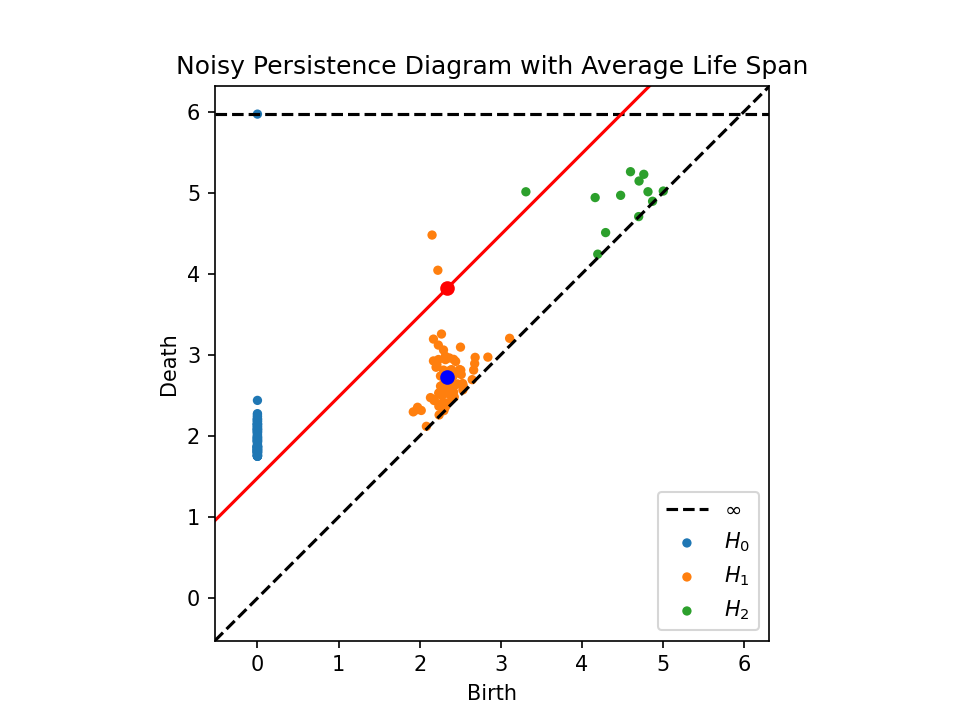 Noisy Persistence Diagram with Average Life Span
6
5
4
3
2
1
0
Death
0 1 2 3 4 5 6
Birth
∞
H₀
H₁
H₂